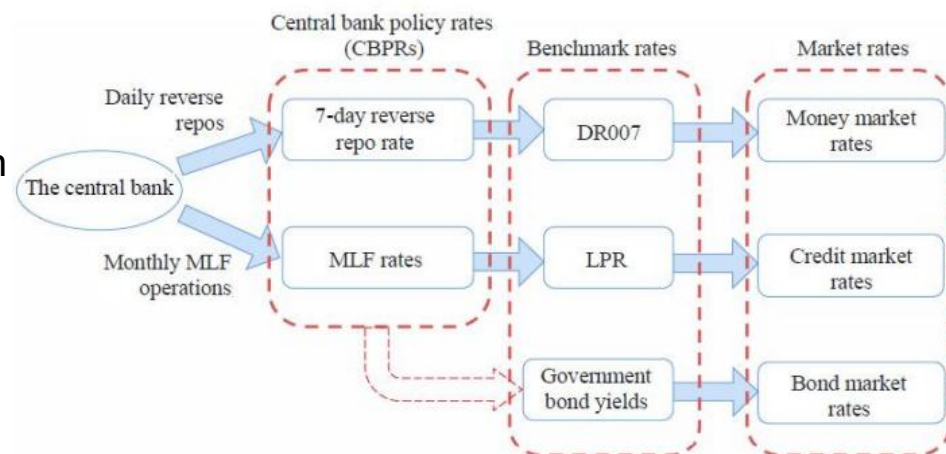 Central bank policy rates
(CBPRs)
Benchmark rates
Market rates
Daily reverse
repos
7-day reverse
repo rate
DR007
Money market
rates
The central bank
Monthly MLF
operations
MLF rates
LPR
Credit market
rates
Government
bond yields
Bond market
rates